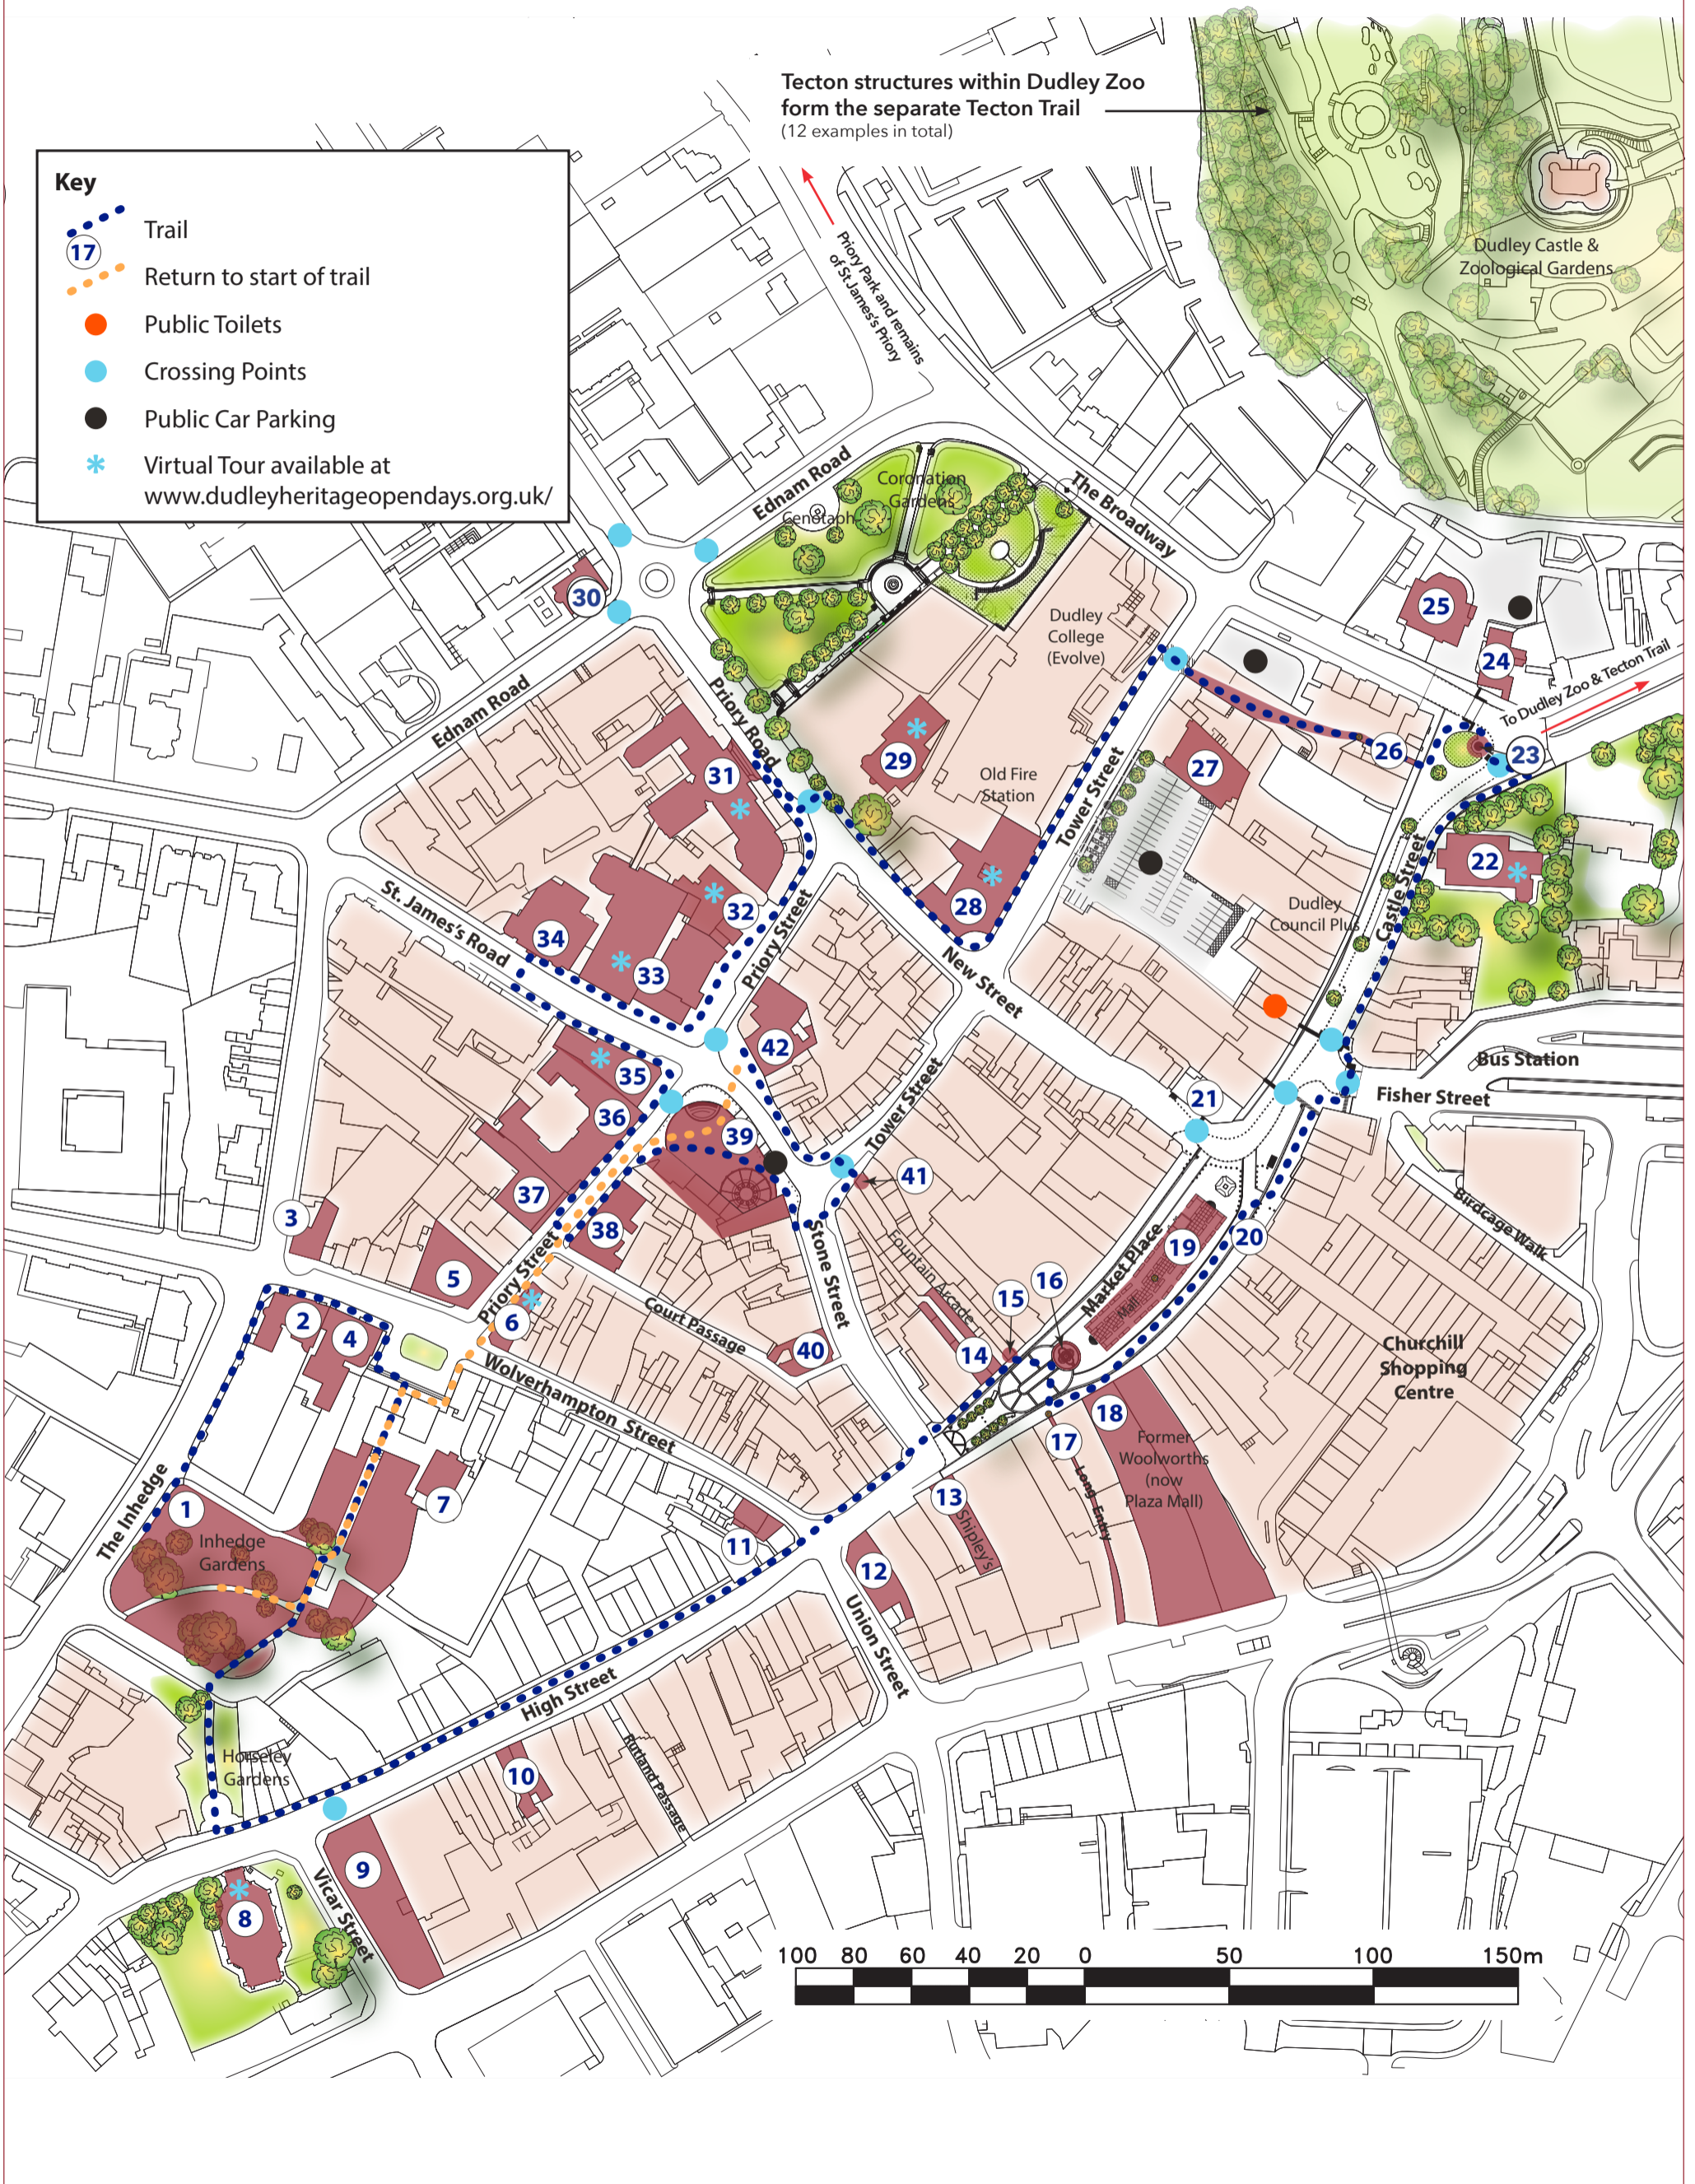 Tecton structures within Dudley Zoo
form the separate Tecton Trail
(12 examples in total)
Key
Trail
17
Return to start of trail
Public Toilets
Crossing Points
Public Car Parking
Virtual Tour available at
www.dudleyheritageopendays.org.uk/
Priory Park and remains
of St.James's Priory
Dudley Castle &
Zoological Gardens
Ednam Road
Coronation
Gardens
Cenotaph
The Broadway
30
25
24
Dudley
College
(Evolve)
To Dudley Zoo & Tecton Trail
Ednam Road
Priory Road
23
26
27
29
31
Old Fire
Station
Tower Street
22
Castle Street
28
32
Dudley
Council Plus
St. James's Road
34
33
Priory Street
New Street
42
35
36
Tower Street
21
Bus Station
Fisher Street
39
41
37
38
3
Birdcage Walk
Stone Street
Fountain Arcade
Market Place
19
20
16
15
5
Priory Street
6
Court Passage
Mall
2
4
40
14
Churchill
Shopping
Centre
Wolverhampton Street
18
17
Former
Woolworths
(now
Plaza Mall)
Long Entry
The Inhedge
1
7
13
Shipley's
Inhedge
Gardens
11
12
Union Street
High Street
Horseley
Gardens
10
Rutland Passage
9
8
Vicar Street
100 80 60 40 20 0 50 100 150m